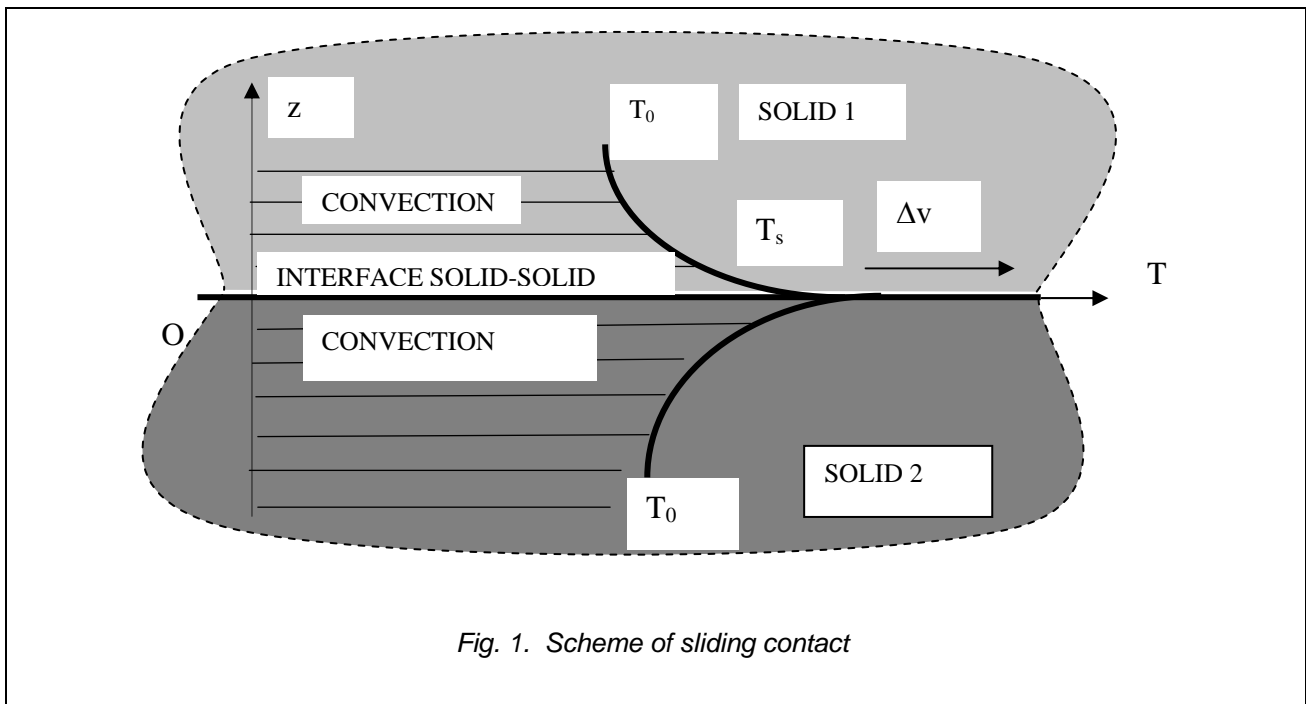 z
T₀
SOLID 1
CONVECTION
Tₛ
Δv
INTERFACE SOLID-SOLID
T
O
CONVECTION
SOLID 2
T₀
Fig. 1. Scheme of sliding contact